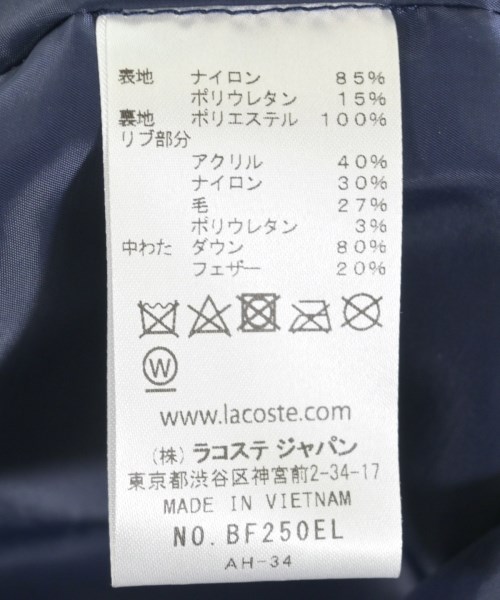 表地 ナイロン 85%
ポリウレタン 15%
裏地 ポリエステル 100%
リブ部分
アクリル 40%
ナイロン 30%
毛 27%
ポリウレタン 3%
中わた ダウン 80%
フェザー 20%
W
www.lacoste.com
(株) ラコステ ジャパン
東京都渋谷区神宮前2-34-17
MADE IN VIETNAM
NO. BF250EL
AH-34